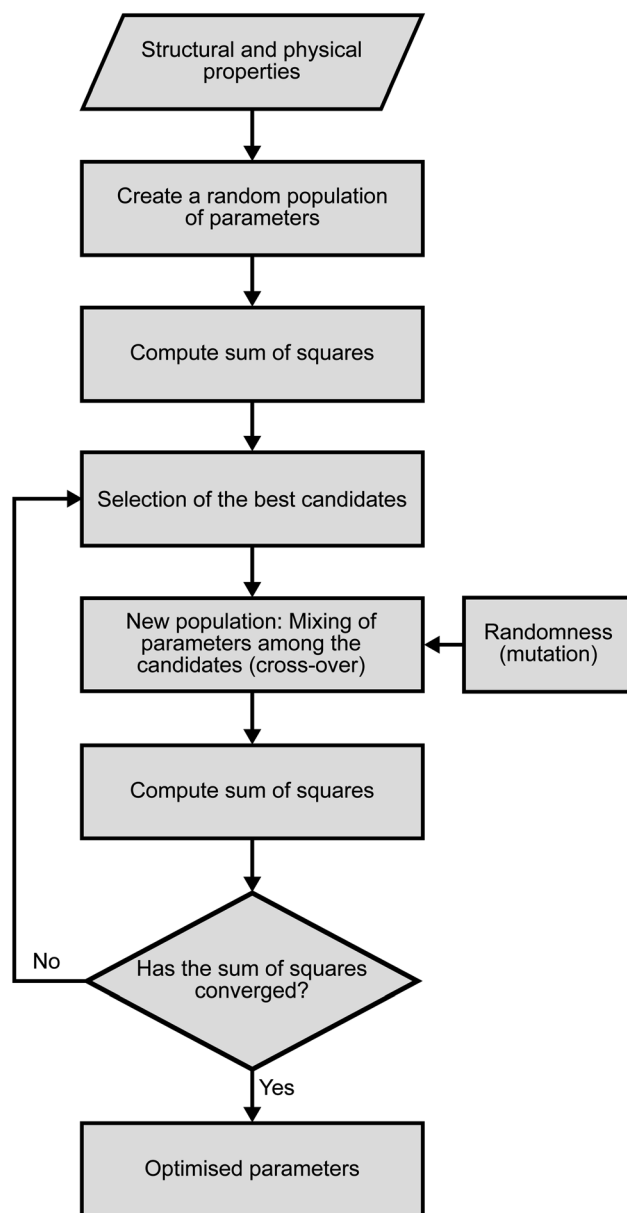 Structural and physical
properties
Create a random population
of parameters
Compute sum of squares
Selection of the best candidates
New population: Mixing of
parameters among the
candidates (cross-over)
Randomness
(mutation)
Compute sum of squares
Has the sum of squares
converged?
No
Yes
Optimised parameters